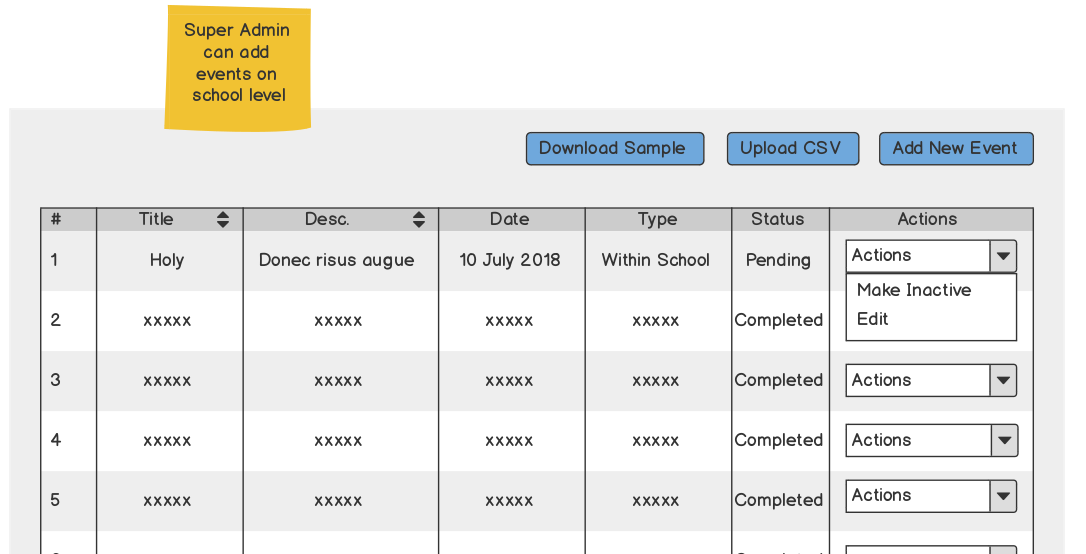 Super Admin
can add
events on
school level
Download Sample Upload CSV Add New Event
# Title Desc. Date Type Status Actions
1 Holy Donec risus augue 10 July 2018 Within School Pending Actions
Make Inactive
2 xxxxx xxxxx xxxxx xxxxx Completed Edit
3 xxxxx xxxxx xxxxx xxxxx Completed Actions
4 xxxxx xxxxx xxxxx xxxxx Completed Actions
5 xxxxx xxxxx xxxxx xxxxx Completed Actions